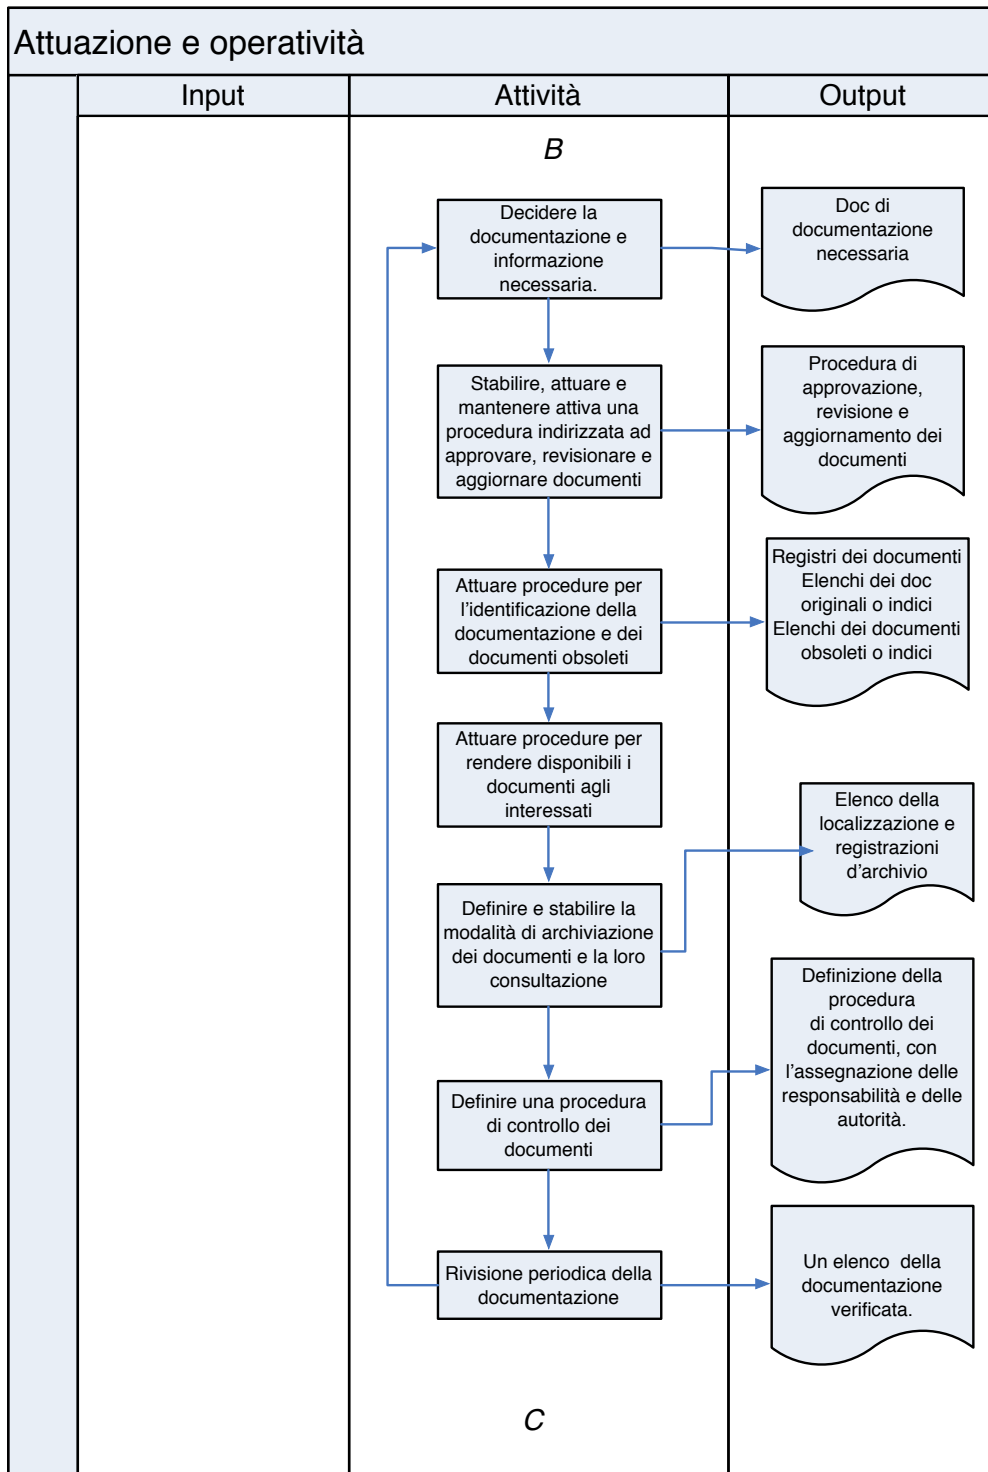 Attuazione e operatività
Input
Attività
Output
B
Decidere la
documentazione e
informazione
necessaria.
Doc di
documentazione
necessaria
Stabilire, attuare e
mantenere attiva una
procedura indirizzata ad
approvare, revisionare e
aggiornare documenti
Procedura di
approvazione,
revisione e
aggiornamento dei
documenti
Attuare procedure per
l'identificazione della
documentazione e dei
documenti obsoleti
Registri dei documenti
Elenchi dei doc
originali o indici
Elenchi dei documenti
obsoleti o indici
Attuare procedure per
rendere disponibili i
documenti agli
interessati
Elenco della
localizzazione e
registrazioni
d'archivio
Definire e stabilire la
modalità di archiviazione
dei documenti e la loro
consultazione
Definizione della
procedura
di controllo dei
documenti, con
l'assegnazione delle
responsabilità e delle
autorità.
Definire una procedura
di controllo dei
documenti
Rivisione periodica della
documentazione
Un elenco della
documentazione
verificata.
C